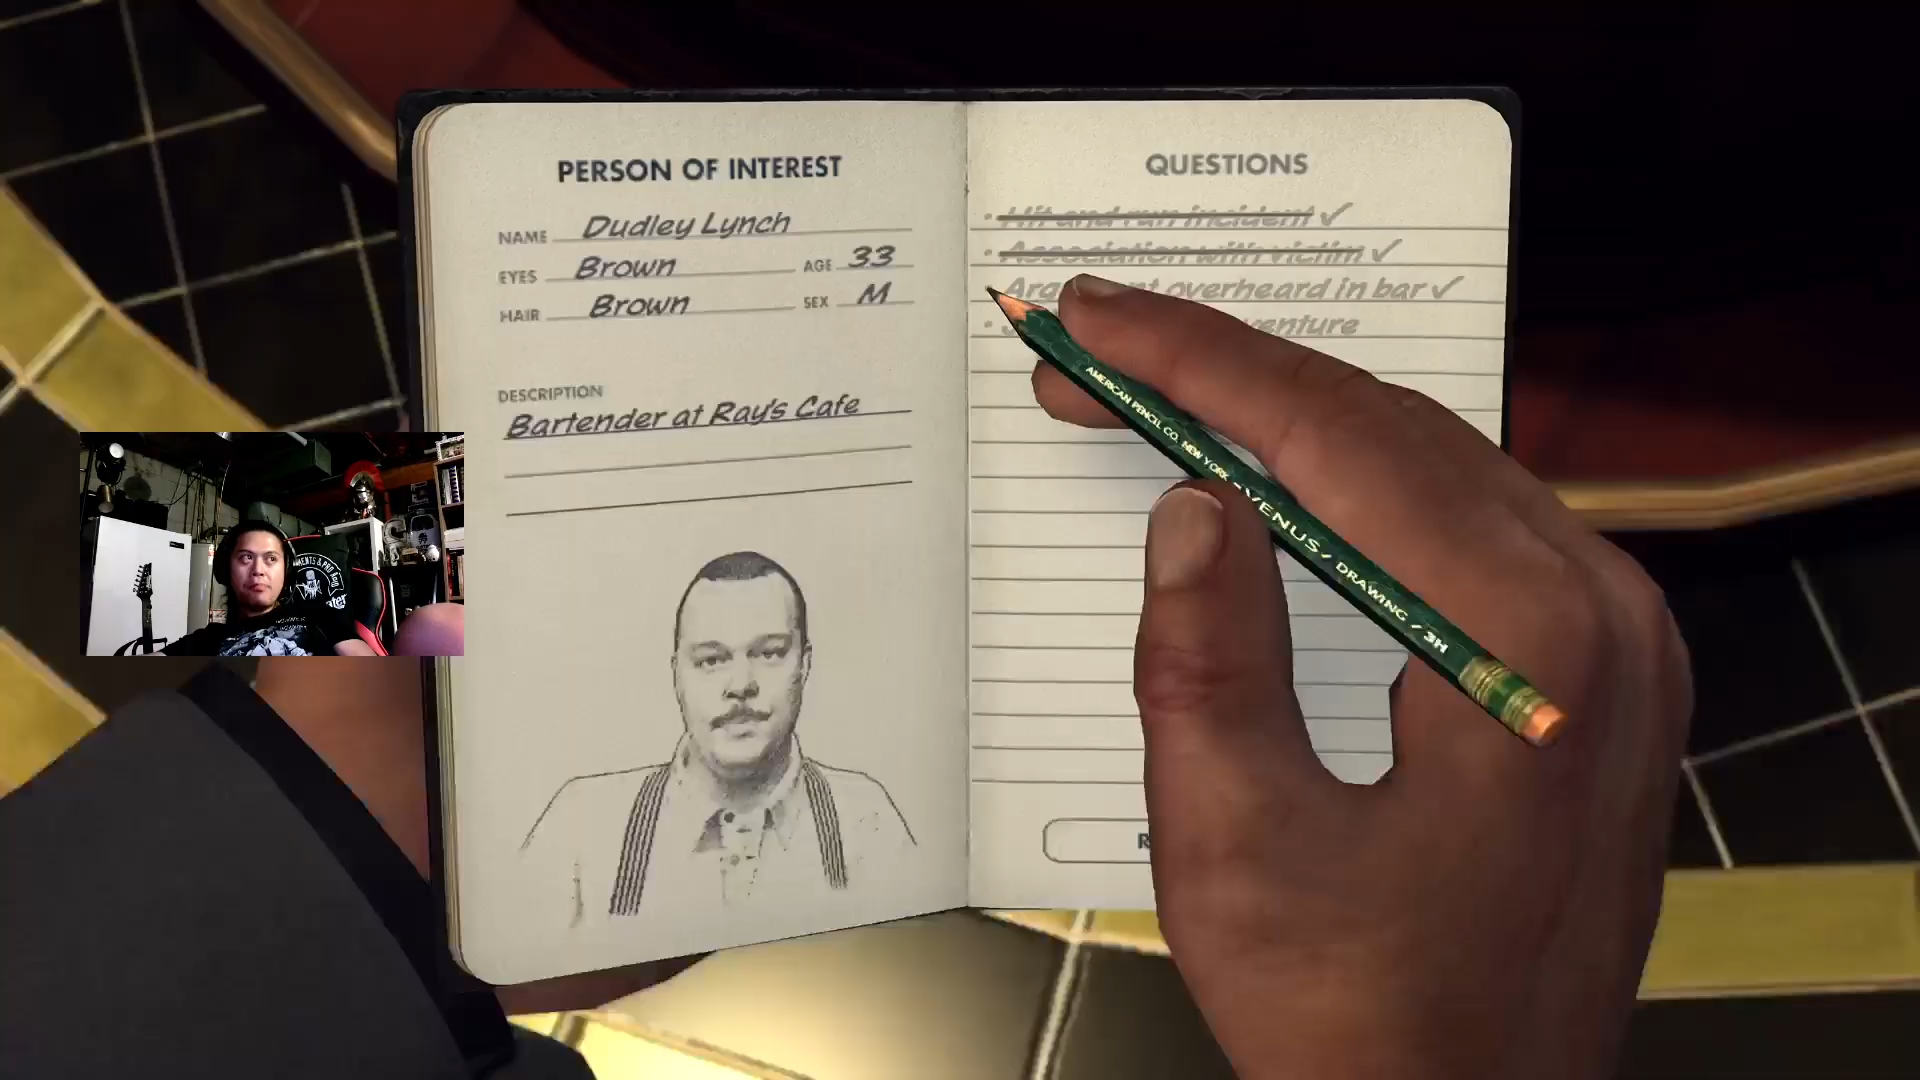 PERSON OF INTEREST
NAME Dudley Lynch
EYES Brown AGE 33
HAIR Brown SEX M
DESCRIPTION
Bartender at Ray's Cafe
QUESTIONS
Hit and run incident ✓
Association with victim ✓
overheard in bar ✓
venture
AMERICAN PENCIL CO. NEW YORK - VENUS / DRAWING / 3H